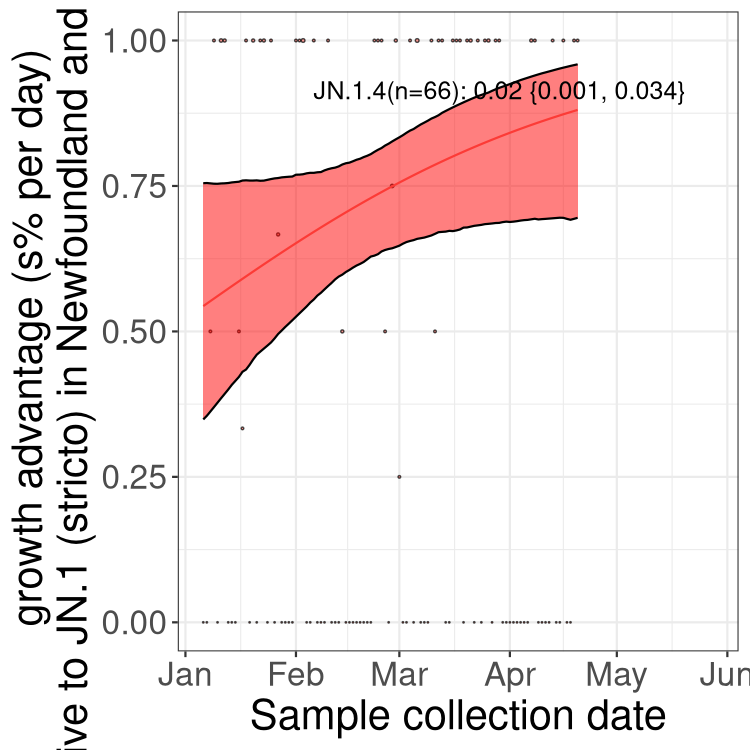 growth advantage (s% per day)
ive to JN.1 (stricto) in Newfoundland and
1.00
0.75
0.50
0.25
0.00
JN.1.4(n=66): 0.02 {0.001, 0.034}
Jan Feb Mar Apr May Jun
Sample collection date